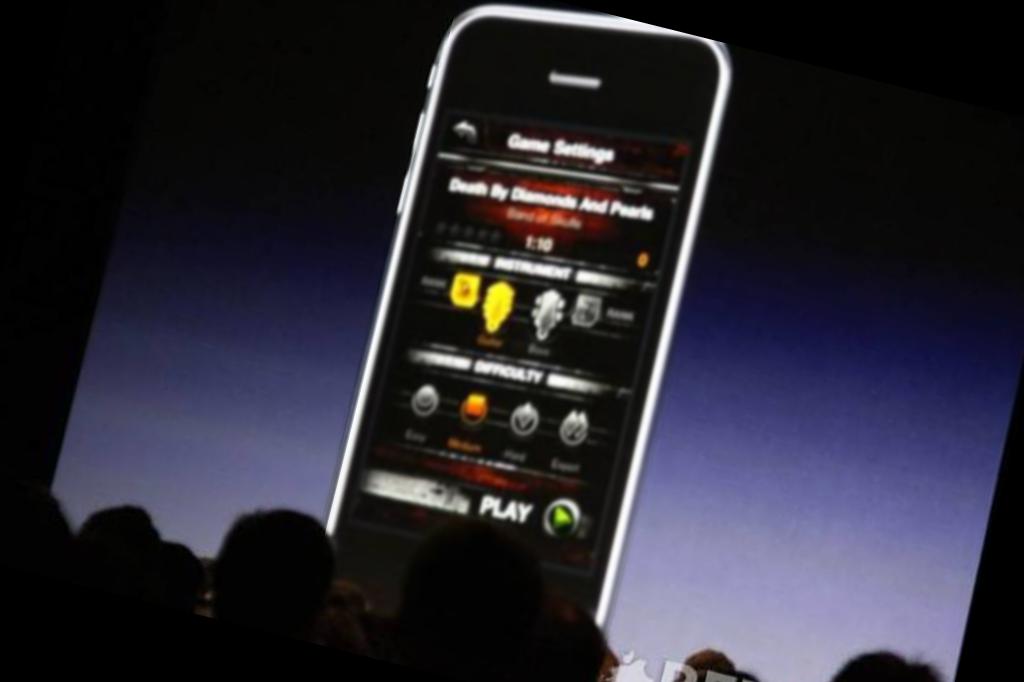 Game Settings
Death By Diamonds And Pearls
Band of Skulls
1:10
0
INSTRUMENT
Guitar
Bass
DIFFICULTY
Easy
Medium
Hard
Expert
PLAY